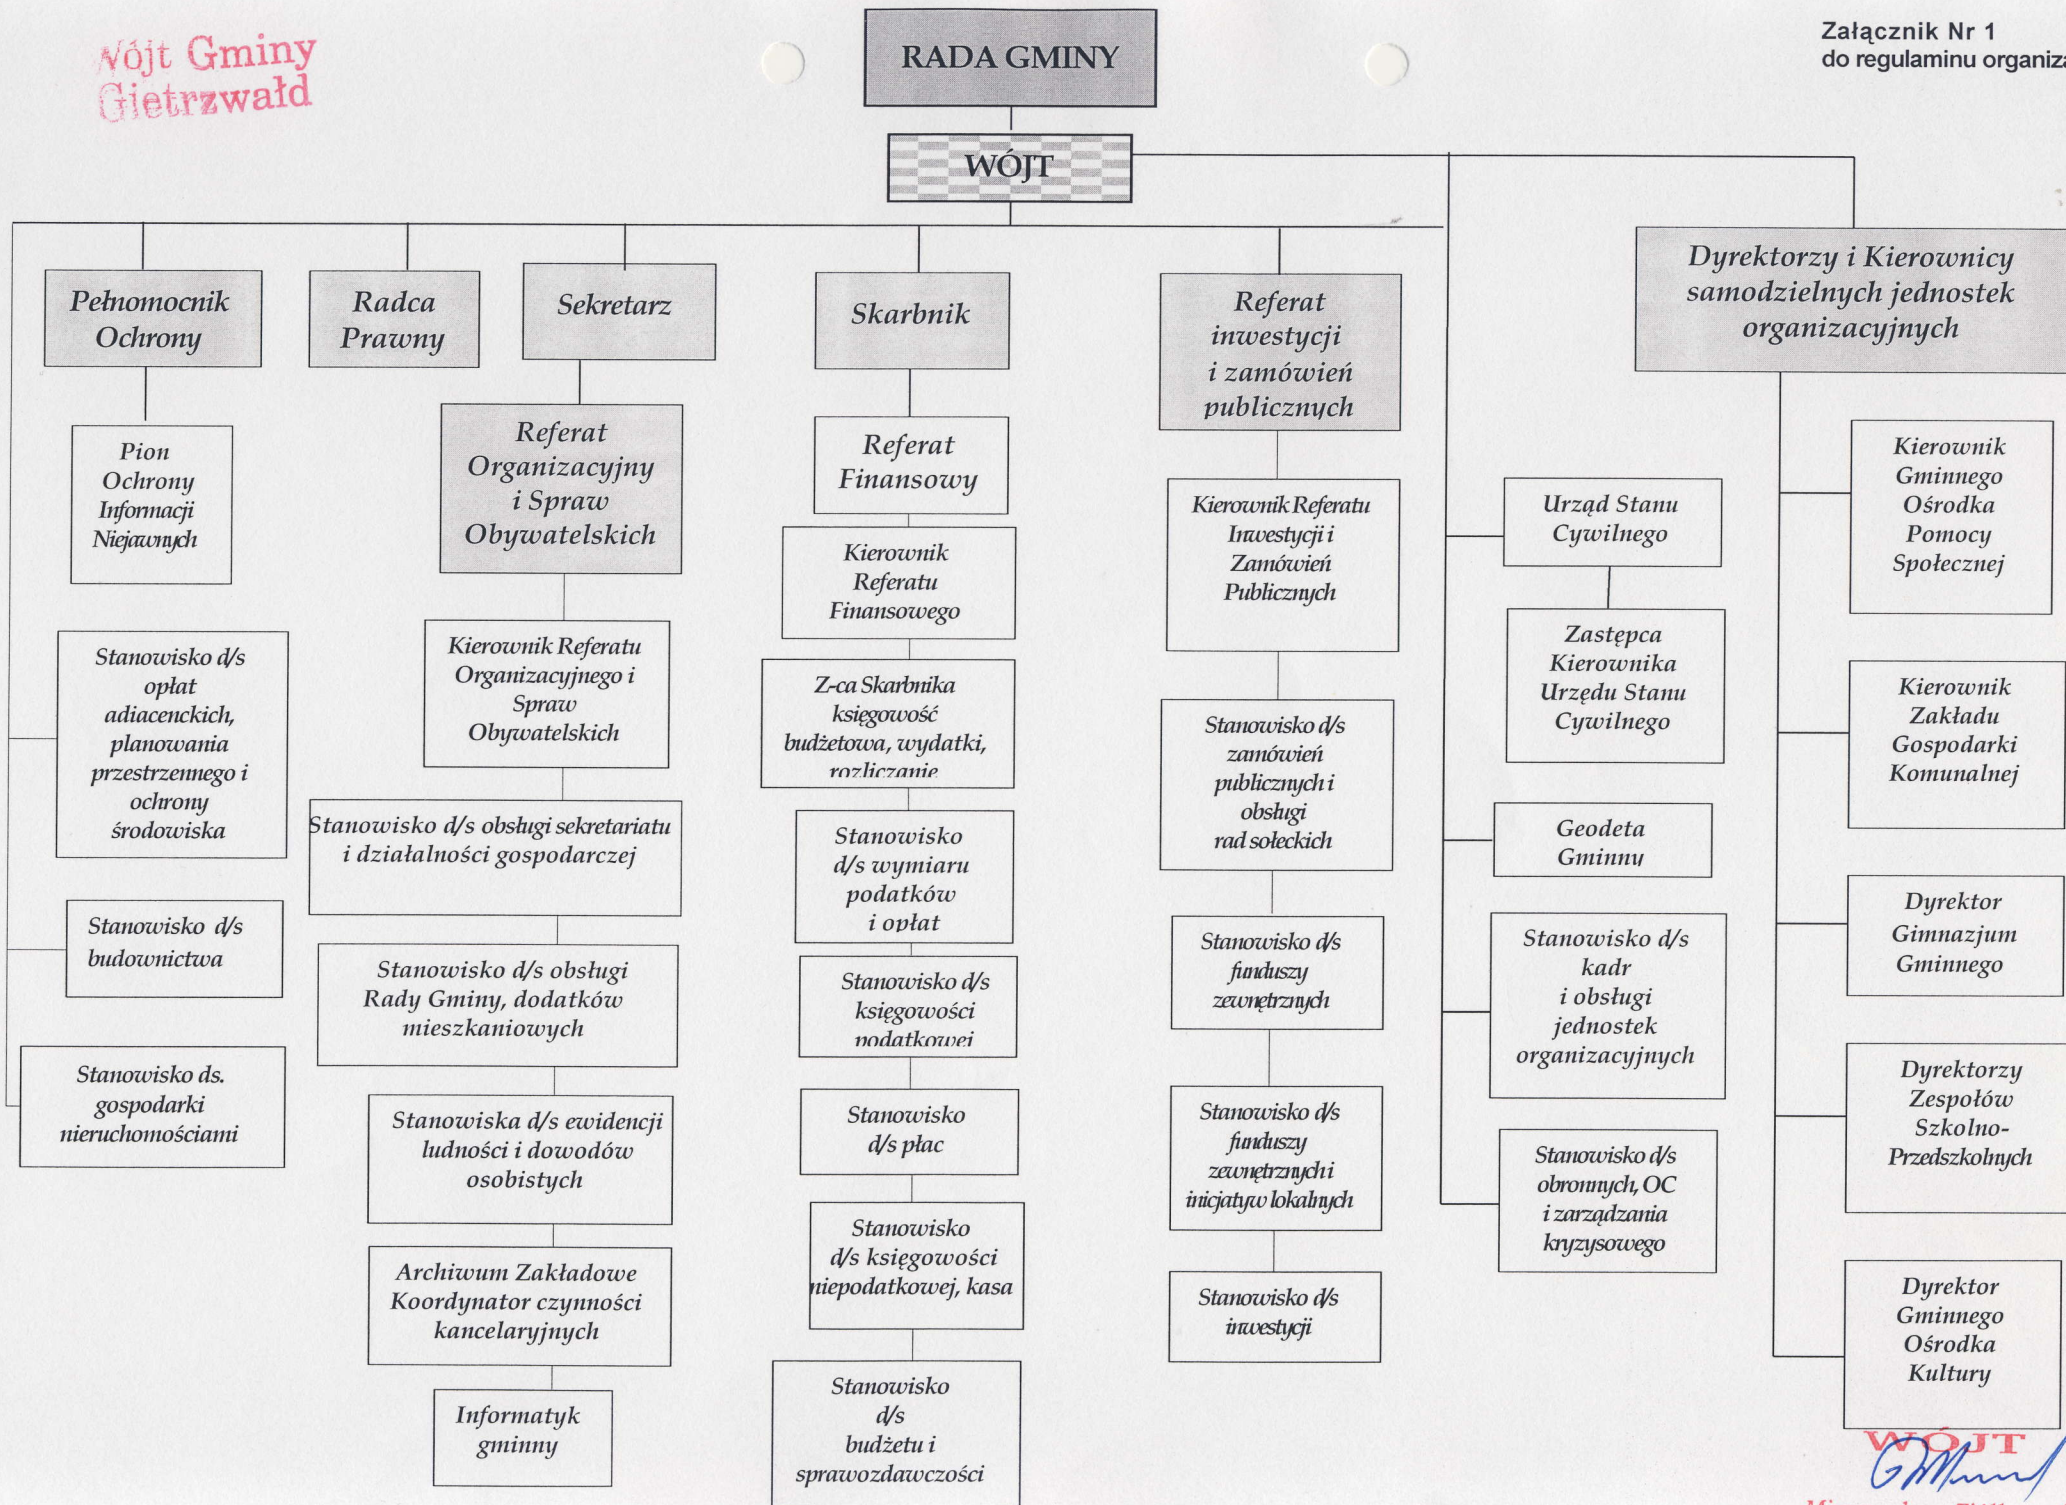 Wójt Gminy
Gietrzwałd
Załącznik Nr 1
do regulaminu
RADA GMINY
WÓJT
Pełnomocnik
Ochrony
Radca
Prawny
Sekretarz
Skarbnik
Referat
inwestycji
i zamówień
publicznych
Dyrektorzy i Kierownicy
samodzielnych jednostek
organizacyjnych
Pion
Ochrony
Informacji
Niejawnych
Stanowisko d/s
opłat
adiacenckich,
planowania
przestrzennego i
ochrony
środowiska
Stanowisko d/s
budownictwa
Stanowisko ds.
gospodarki
nieruchomościami
Referat
Organizacyjny
i Spraw
Obywatelskich
Kierownik Referatu
Organizacyjnego i
Spraw
Obywatelskich
Stanowisko d/s obsługi sekretariatu
i działalności gospodarczej
Stanowisko d/s obsługi
Rady Gminy, dodatków
mieszkaniowych
Stanowiska d/s ewidencji
ludności i dowodów
osobistych
Archiwum Zakładowe
Koordynator czynności
kancelaryjnych
Informatyk
gminny
Referat
Finansowy
Kierownik
Referatu
Finansowego
Z-ca Skarbnika
księgowość
budżetowa, wydatki,
rozliczanie
Stanowisko
d/s wymiaru
podatków
i opłat
Stanowisko d/s
księgowości
podatkowej
Stanowisko
d/s płac
Stanowisko
d/s księgowości
niepodatkowej, kasa
Stanowisko
d/s
budżetu i
sprawozdawczości
Kierownik Referatu
Inwestycji i
Zamówień
Publicznych
Stanowisko d/s
zamówień
publicznych i
obsługi
rad sołeckich
Stanowisko d/s
funduszy
zewnętrznych
Stanowisko d/s
funduszy
zewnętrznych i
inicjatyw lokalnych
Stanowisko d/s
inwestycji
Urząd Stanu
Cywilnego
Zastępca
Kierownika
Urzędu Stanu
Cywilnego
Geodeta
Gminny
Stanowisko d/s
kadr
i obsługi
jednostek
organizacyjnych
Stanowisko d/s
obronnych, OC
i zarządzania
kryzysowego
Kierownik
Gminnego
Ośrodka
Pomocy
Społecznej
Kierownik
Zakładu
Gospodarki
Komunalnej
Dyrektor
Gimnazjum
Gminnego
Dyrektorzy
Zespołów
Szkolno-
Przedszkolnych
Dyrektor
Gminnego
Ośrodka
Kultury
WÓJT